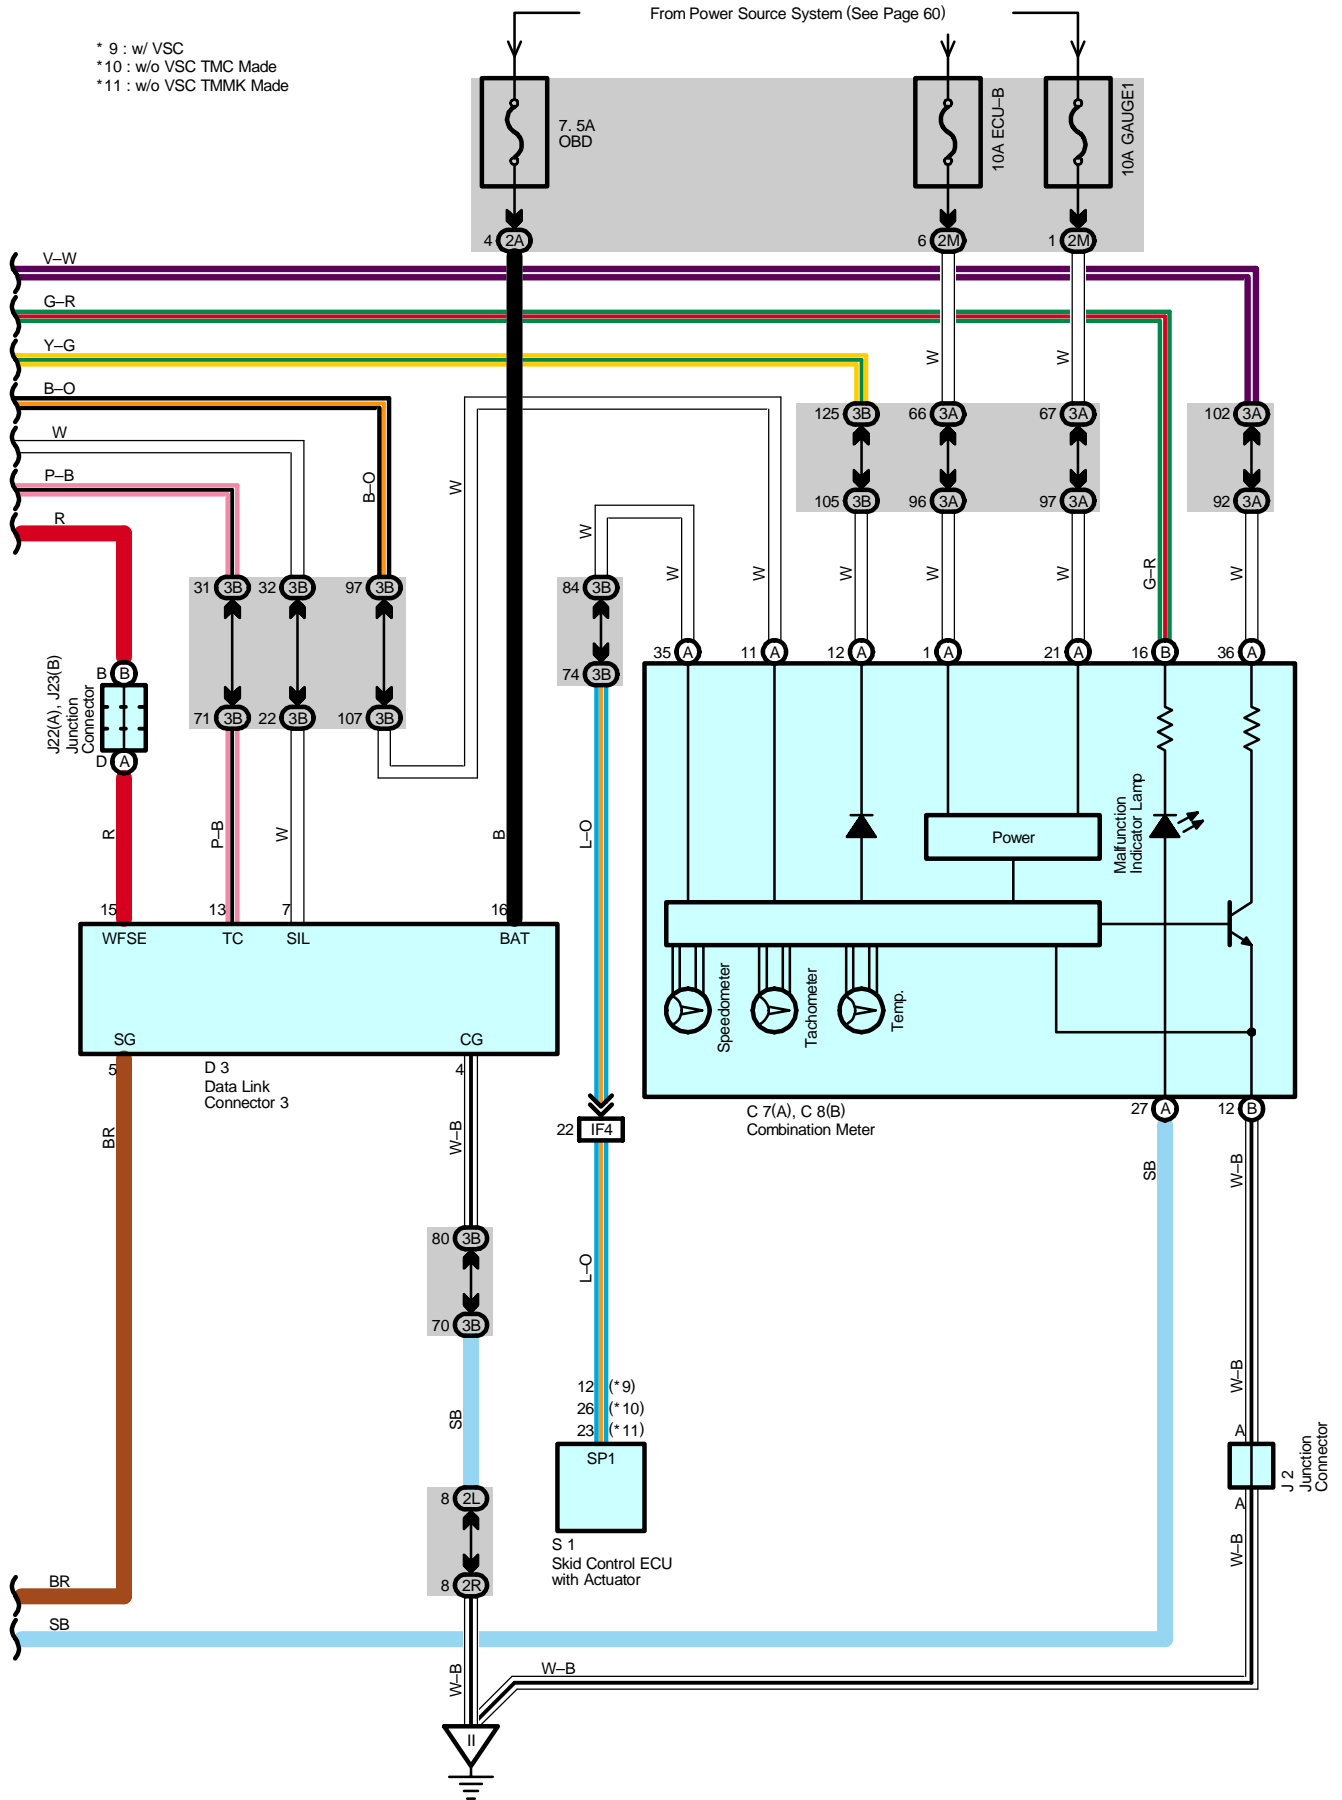 From Power Source System (See Page 60)
* 9 : w/ VSC
*10 : w/o VSC TMC Made
*11 : w/o VSC TMMK Made
7. 5A
OBD
10A ECU–B
10A GAUGE1
4 2A
6 2M
1 2M
V–W
G–R
Y–G
B–O
W
P–B
R
B–O
W
W
W
125 3B
66 3A
67 3A
102 3A
105 3B
96 3A
97 3A
92 3A
W
W
W
W
W
W
G–R
W
31 3B
32 3B
97 3B
84 3B
74 3B
71 3B
22 3B
107 3B
B B
J22(A), J23(B)
Junction
Connector
D A
35 A
11 A
12 A
1 A
21 A
16 B
36 A
R
P–B
W
B
L–O
Power
Malfunction
Indicator Lamp
15
13
7
16
WFSE
TC
SIL
BAT
Speedometer
Tachometer
Temp.
SG
CG
5
4
D 3
Data Link
Connector 3
C 7(A), C 8(B)
Combination Meter
27 A
12 B
22 IF4
BR
W–B
SB
W–B
80 3B
70 3B
L–O
SB
W–B
12 (*9)
26 (*10)
23 (*11)
SP1
S 1
Skid Control ECU
with Actuator
A
J 2
Junction
Connector
A
W–B
8 2L
8 2R
BR
SB
W–B
W–B
II